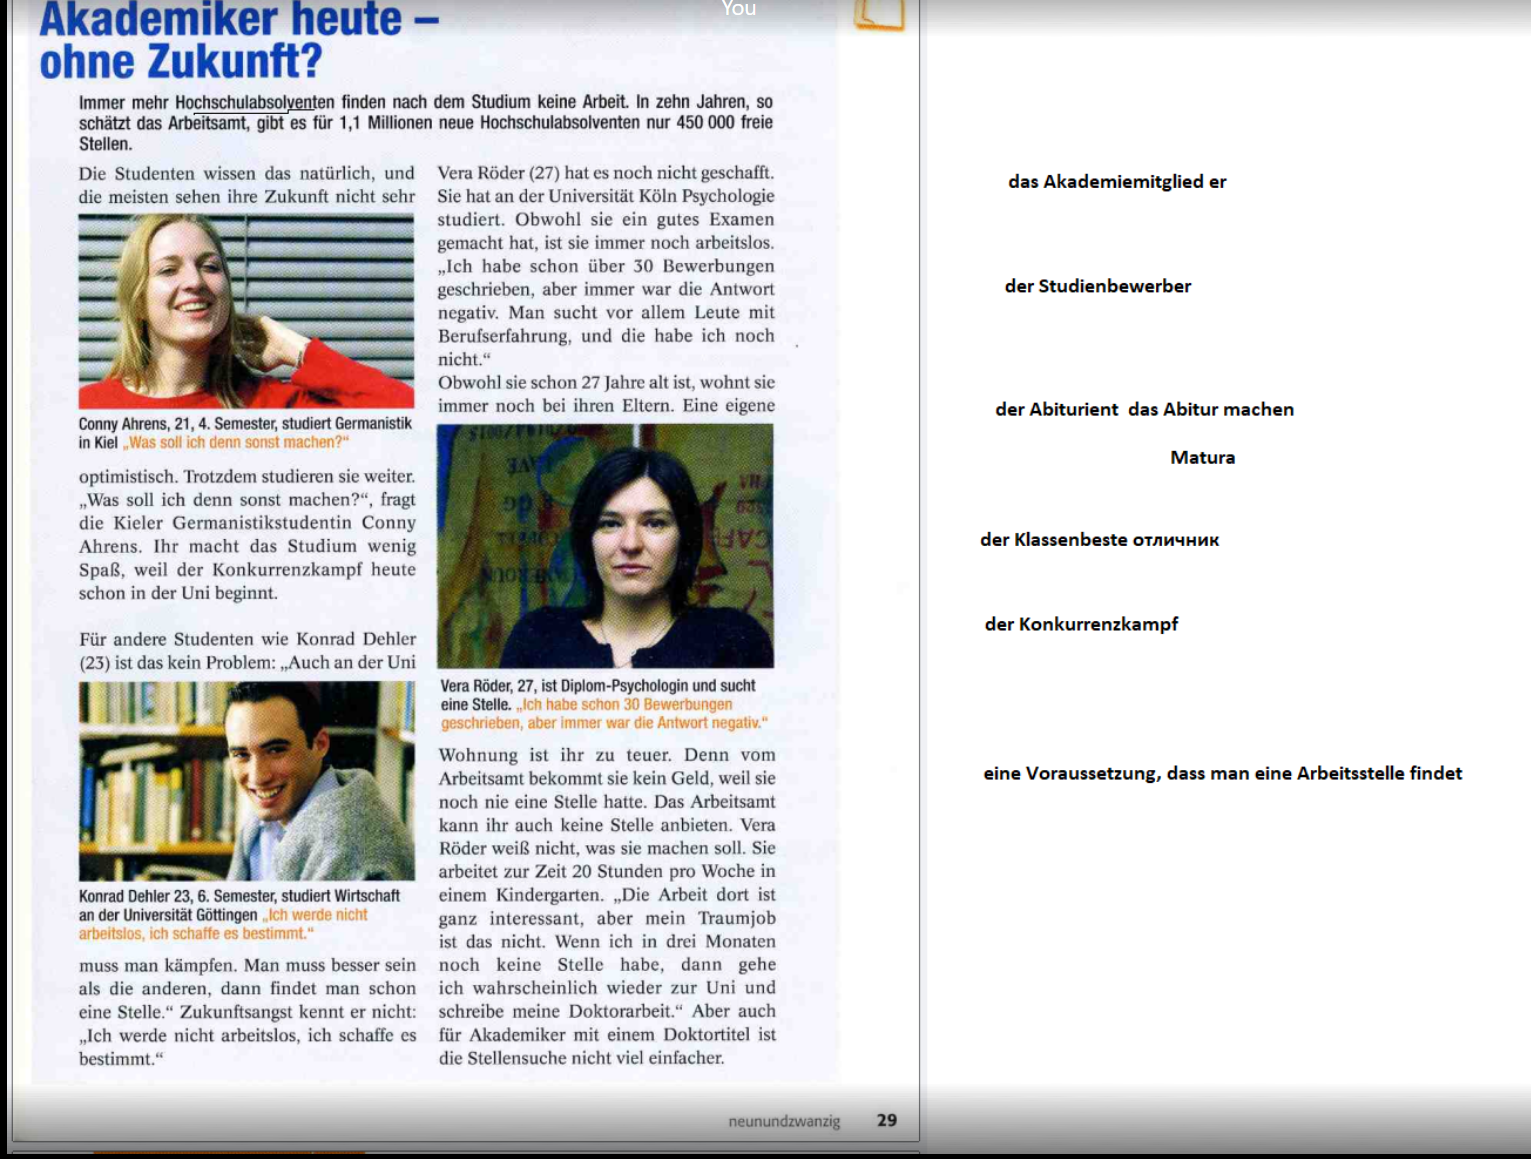 You
Akademiker heute –
ohne Zukunft?
Immer mehr Hochschulabsolventen finden nach dem Studium keine Arbeit. In zehn Jahren, so
schätzt das Arbeitsamt, gibt es für 1,1 Millionen neue Hochschulabsolventen nur 450 000 freie
Stellen.
Die Studenten wissen das natürlich, und
die meisten sehen ihre Zukunft nicht sehr
Conny Ahrens, 21, 4. Semester, studiert Germanistik
in Kiel „Was soll ich denn sonst machen?“
optimistisch. Trotzdem studieren sie weiter.
„Was soll ich denn sonst machen?“, fragt
die Kieler Germanistikstudentin Conny
Ahrens. Ihr macht das Studium wenig
Spaß, weil der Konkurrenzkampf heute
schon in der Uni beginnt.
Für andere Studenten wie Konrad Dehler
(23) ist das kein Problem: „Auch an der Uni
Konrad Dehler 23, 6. Semester, studiert Wirtschaft
an der Universität Göttingen „Ich werde nicht
arbeitslos, ich schaffe es bestimmt.“
muss man kämpfen. Man muss besser sein
als die anderen, dann findet man schon
eine Stelle.“ Zukunftsangst kennt er nicht:
„Ich werde nicht arbeitslos, ich schaffe es
bestimmt.“
Vera Röder (27) hat es noch nicht geschafft.
Sie hat an der Universität Köln Psychologie
studiert. Obwohl sie ein gutes Examen
gemacht hat, ist sie immer noch arbeitslos.
„Ich habe schon über 30 Bewerbungen
geschrieben, aber immer war die Antwort
negativ. Man sucht vor allem Leute mit
Berufserfahrung, und die habe ich noch
nicht.“
Obwohl sie schon 27 Jahre alt ist, wohnt sie
immer noch bei ihren Eltern. Eine eigene
Vera Röder, 27, ist Diplom-Psychologin und sucht
eine Stelle. „Ich habe schon 30 Bewerbungen
geschrieben, aber immer war die Antwort negativ.“
Wohnung ist ihr zu teuer. Denn vom
Arbeitsamt bekommt sie kein Geld, weil sie
noch nie eine Stelle hatte. Das Arbeitsamt
kann ihr auch keine Stelle anbieten. Vera
Röder weiß nicht, was sie machen soll. Sie
arbeitet zur Zeit 20 Stunden pro Woche in
einem Kindergarten. „Die Arbeit dort ist
ganz interessant, aber mein Traumjob
ist das nicht. Wenn ich in drei Monaten
noch keine Stelle habe, dann gehe
ich wahrscheinlich wieder zur Uni und
schreibe meine Doktorarbeit.“ Aber auch
für Akademiker mit einem Doktortitel ist
die Stellensuche nicht viel einfacher.
neunundzwanzig 29
das Akademiemitglied er
der Studienbewerber
der Abiturient das Abitur machen
Matura
der Klassenbeste отличник
der Konkurrenzkampf
eine Voraussetzung, dass man eine Arbeitsstelle findet